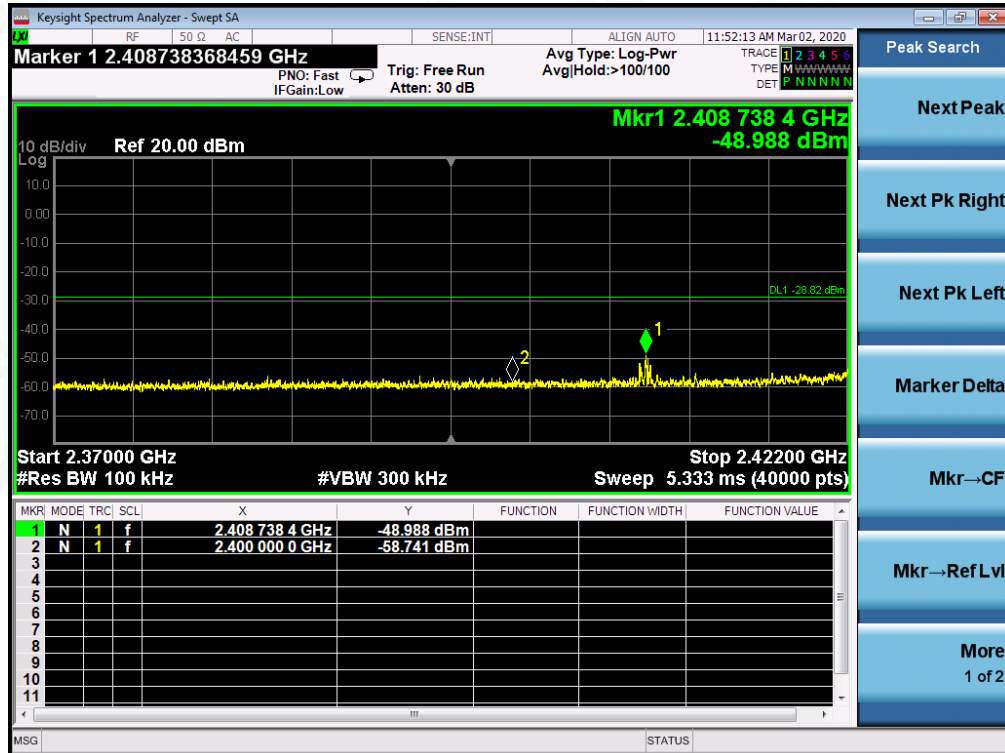 Keysight Spectrum Analyzer - Swept SA
LXI RF 50 Ω AC SENSE:INT ALIGN AUTO 11:52:13 AM Mar 02, 2020
Marker 1 2.408738368459 GHz
PNO: Fast
IFGain:Low
Trig: Free Run
Atten: 30 dB
Avg Type: Log-Pwr
Avg|Hold:>100/100
TRACE 1 2 3 4 5 6
TYPE M WWWWW
DET P N N N N N
Mkr1 2.408 738 4 GHz
-48.988 dBm
10 dB/div Ref 20.00 dBm
Log
10.0
0.00
-10.0
-20.0
DL1 -28.82 dBm
-30.0
-40.0
1
-50.0
2
-60.0
-70.0
Start 2.37000 GHz Stop 2.42200 GHz
#Res BW 100 kHz #VBW 300 kHz Sweep 5.333 ms (40000 pts)
MKR MODE TRC SCL X Y FUNCTION FUNCTION WIDTH FUNCTION VALUE
1 N 1 f 2.408 738 4 GHz -48.988 dBm
2 N 1 f 2.400 000 0 GHz -58.741 dBm
3
4
5
6
7
8
9
10
11
MSG STATUS
Peak Search
Next Peak
Next Pk Right
Next Pk Left
Marker Delta
Mkr→CF
Mkr→Ref Lvl
More
1 of 2